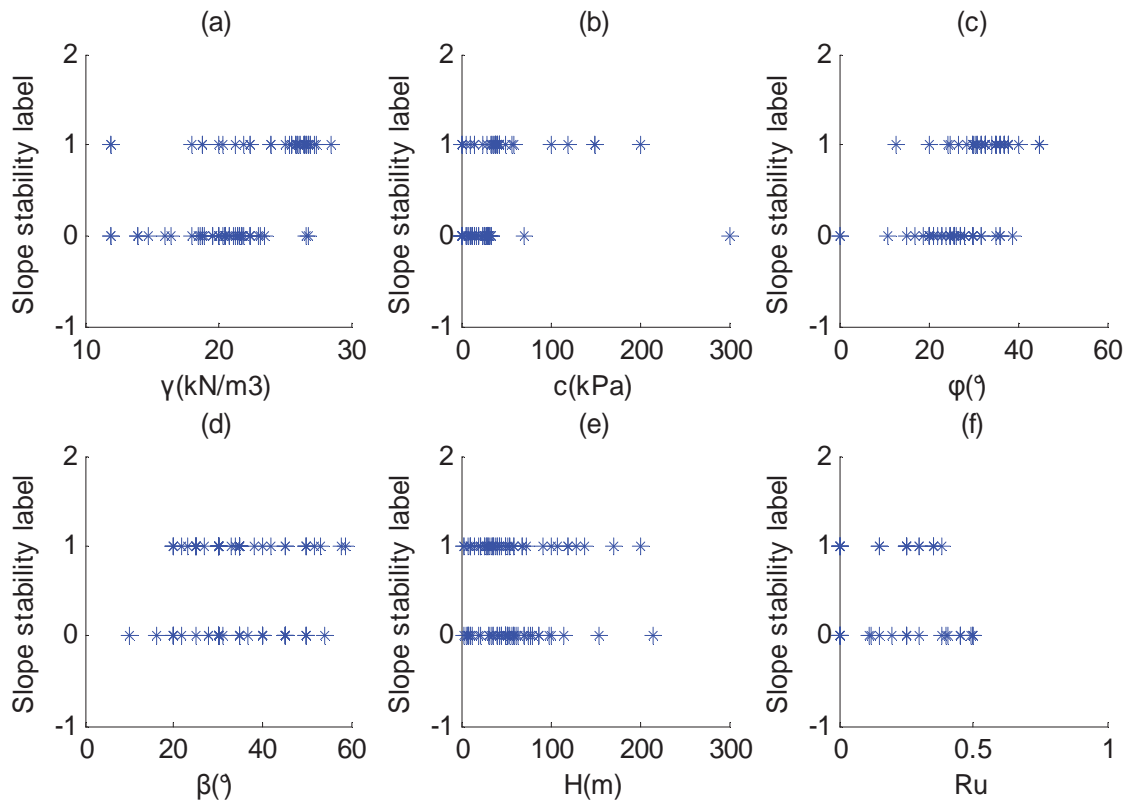 (a)
2
1
0
-1
10
20
30
Slope stability label
γ(kN/m3)
(b)
2
1
0
-1
0
100
200
300
Slope stability label
c(kPa)
(c)
2
1
0
-1
0
20
40
60
Slope stability label
φ(°)
(d)
2
1
0
-1
0
20
40
60
Slope stability label
β(°)
(e)
2
1
0
-1
0
100
200
300
Slope stability label
H(m)
(f)
2
1
0
-1
0
0.5
1
Slope stability label
Ru